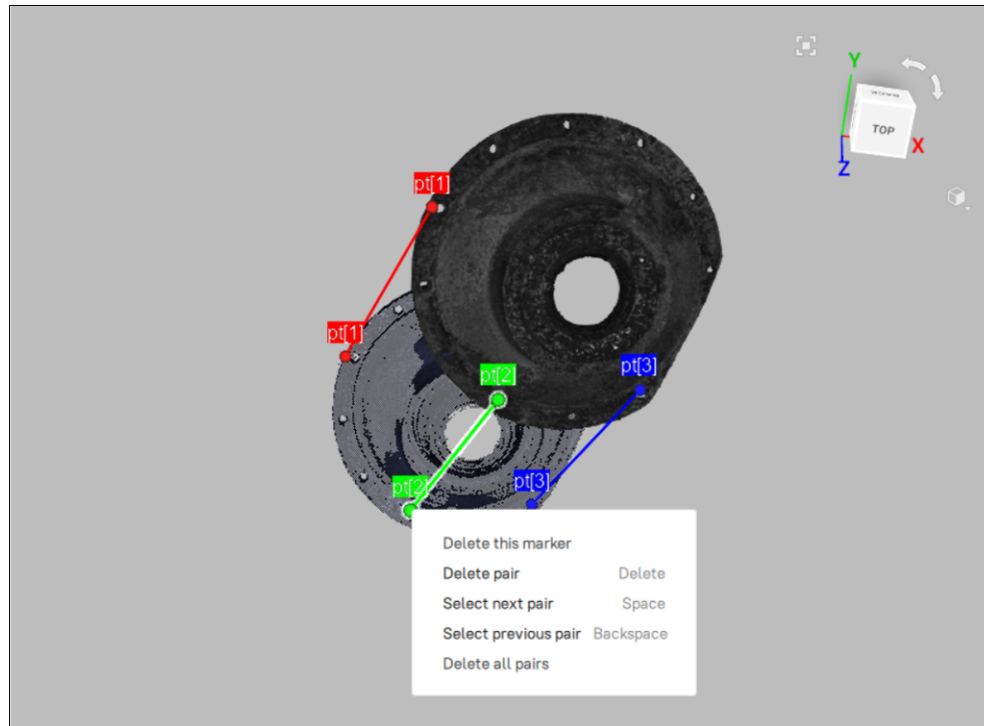 Y
TOP
X
Z
pt[1]
pt[1]
pt[2]
pt[3]
pt[2]
pt[3]
Delete this marker
Delete pair Delete
Select next pair Space
Select previous pair Backspace
Delete all pairs